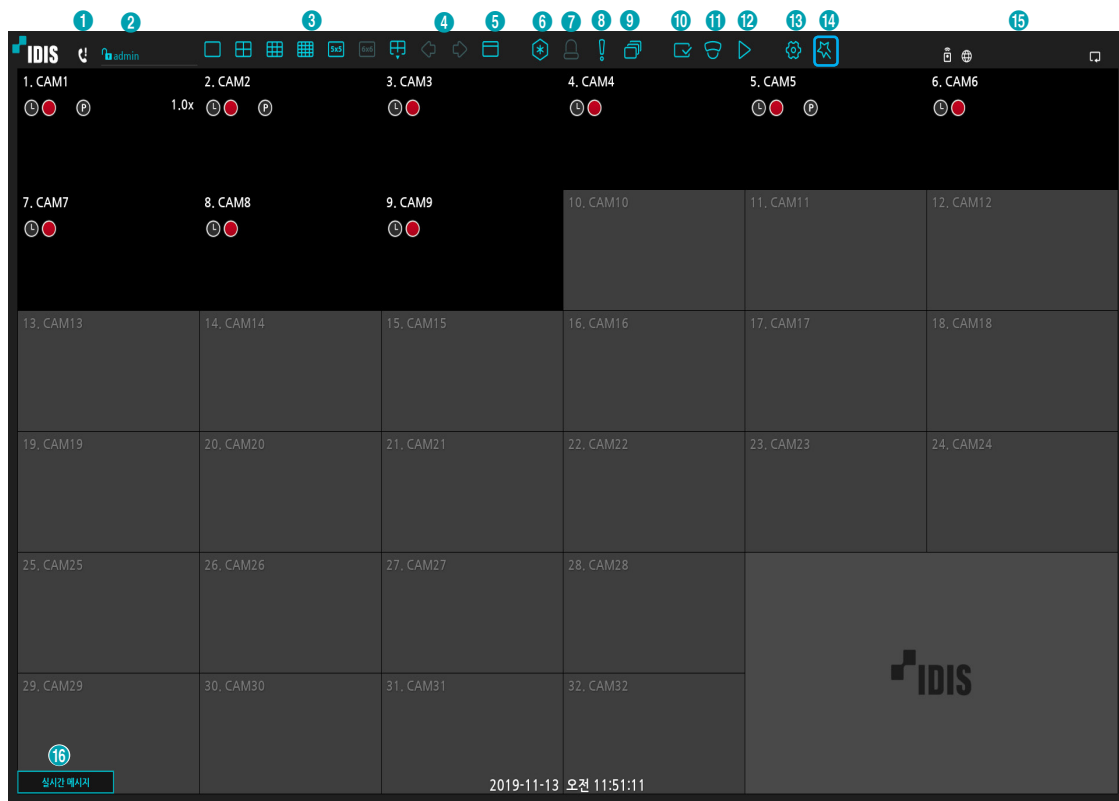 1 2 3 4 5 6 7 8 9 10 11 12 13 14 15
IDIS admin 5x5 6x6
1. CAM1 2. CAM2 3. CAM3 4. CAM4 5. CAM5 6. CAM6
P 1.0x P P
7. CAM7 8. CAM8 9. CAM9 10. CAM10 11. CAM11 12. CAM12
13. CAM13 14. CAM14 15. CAM15 16. CAM16 17. CAM17 18. CAM18
19. CAM19 20. CAM20 21. CAM21 22. CAM22 23. CAM23 24. CAM24
25. CAM25 26. CAM26 27. CAM27 28. CAM28
IDIS
29. CAM29 30. CAM30 31. CAM31 32. CAM32
16
실시간 메시지 2019-11-13 오전 11:51:11